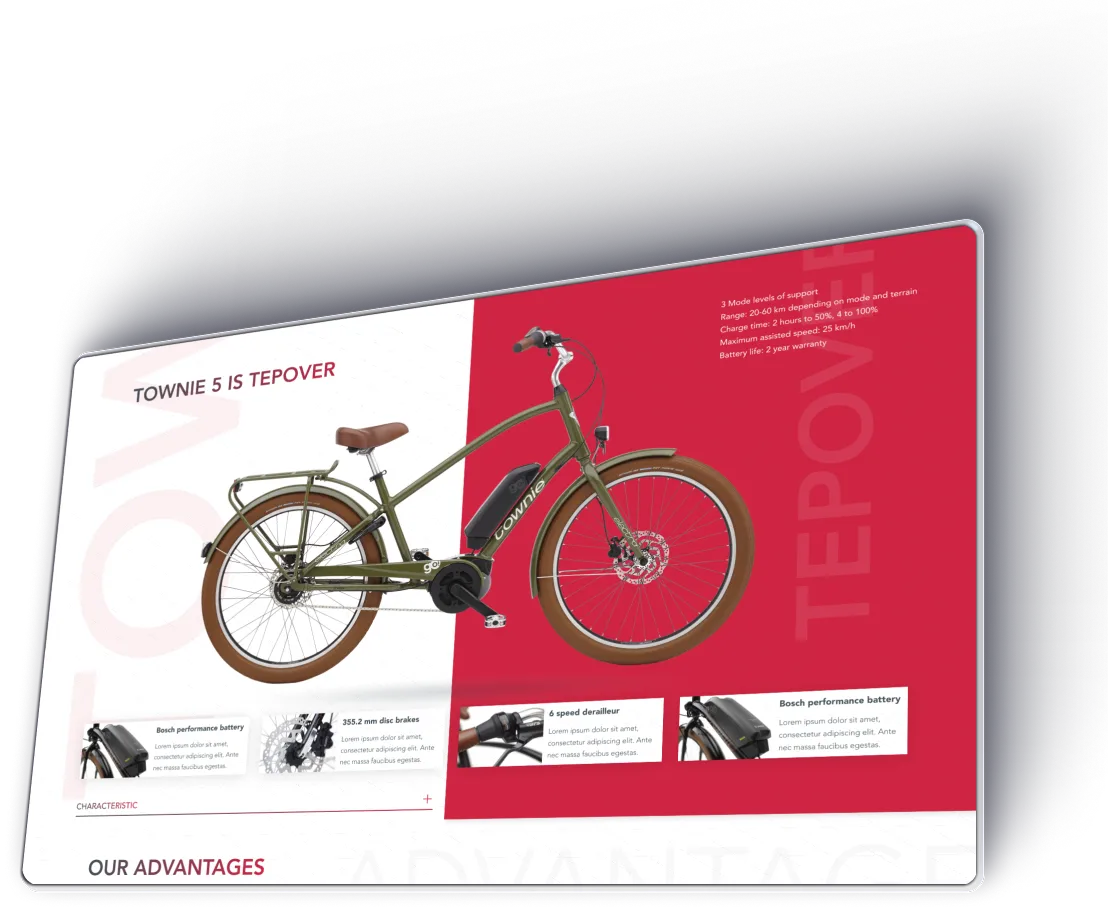 3 Mode levels of support
Range: 20-60 km depending on mode and terrain
Charge time: 2 hours to 50%, 4 to 100%
Maximum assisted speed: 25 km/h
Battery life: 2 year warranty
TOWNIE 5 IS TEPOVER
TOW
TEPOVER
townie
go!
Bosch performance battery
Lorem ipsum dolor sit amet,
consectetur adipiscing elit. Ante
nec massa faucibus egestas.
355.2 mm disc brakes
Lorem ipsum dolor sit amet,
consectetur adipiscing elit. Ante
nec massa faucibus egestas.
6 speed derailleur
Lorem ipsum dolor sit amet,
consectetur adipiscing elit. Ante
nec massa faucibus egestas.
Bosch performance battery
Lorem ipsum dolor sit amet,
consectetur adipiscing elit. Ante
nec massa faucibus egestas.
CHARACTERISTIC +
OUR ADVANTAGES
ADVANTAGE